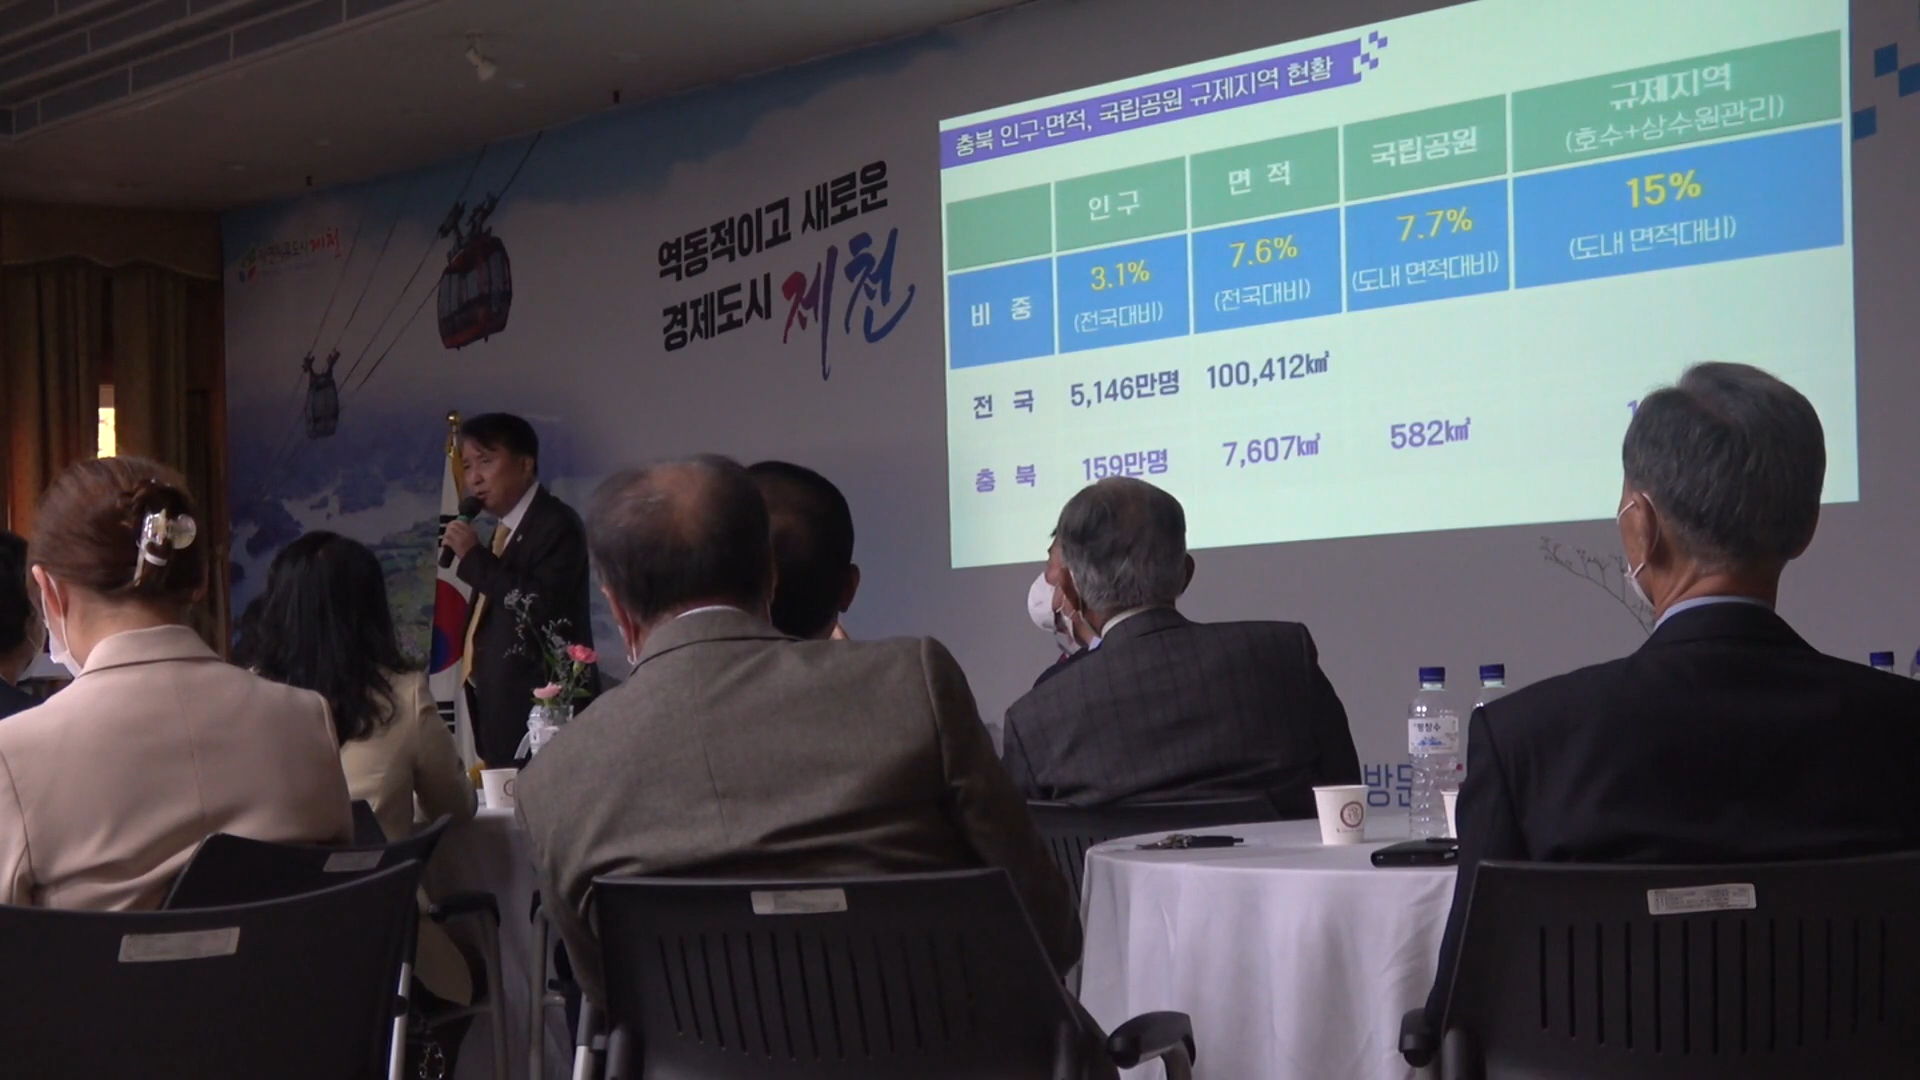 역동적이고 새로운
경제도시 제천
충북 인구·면적, 국립공원 규제지역 현황
인구 면적 국립공원 규제지역
(호수+상수원관리)
비중 3.1% 7.6% 7.7% 15%
(전국대비) (전국대비) (도내 면적대비) (도내 면적대비)
전국 5,146만명 100,412㎢
충북 159만명 7,607㎢ 582㎢
방문